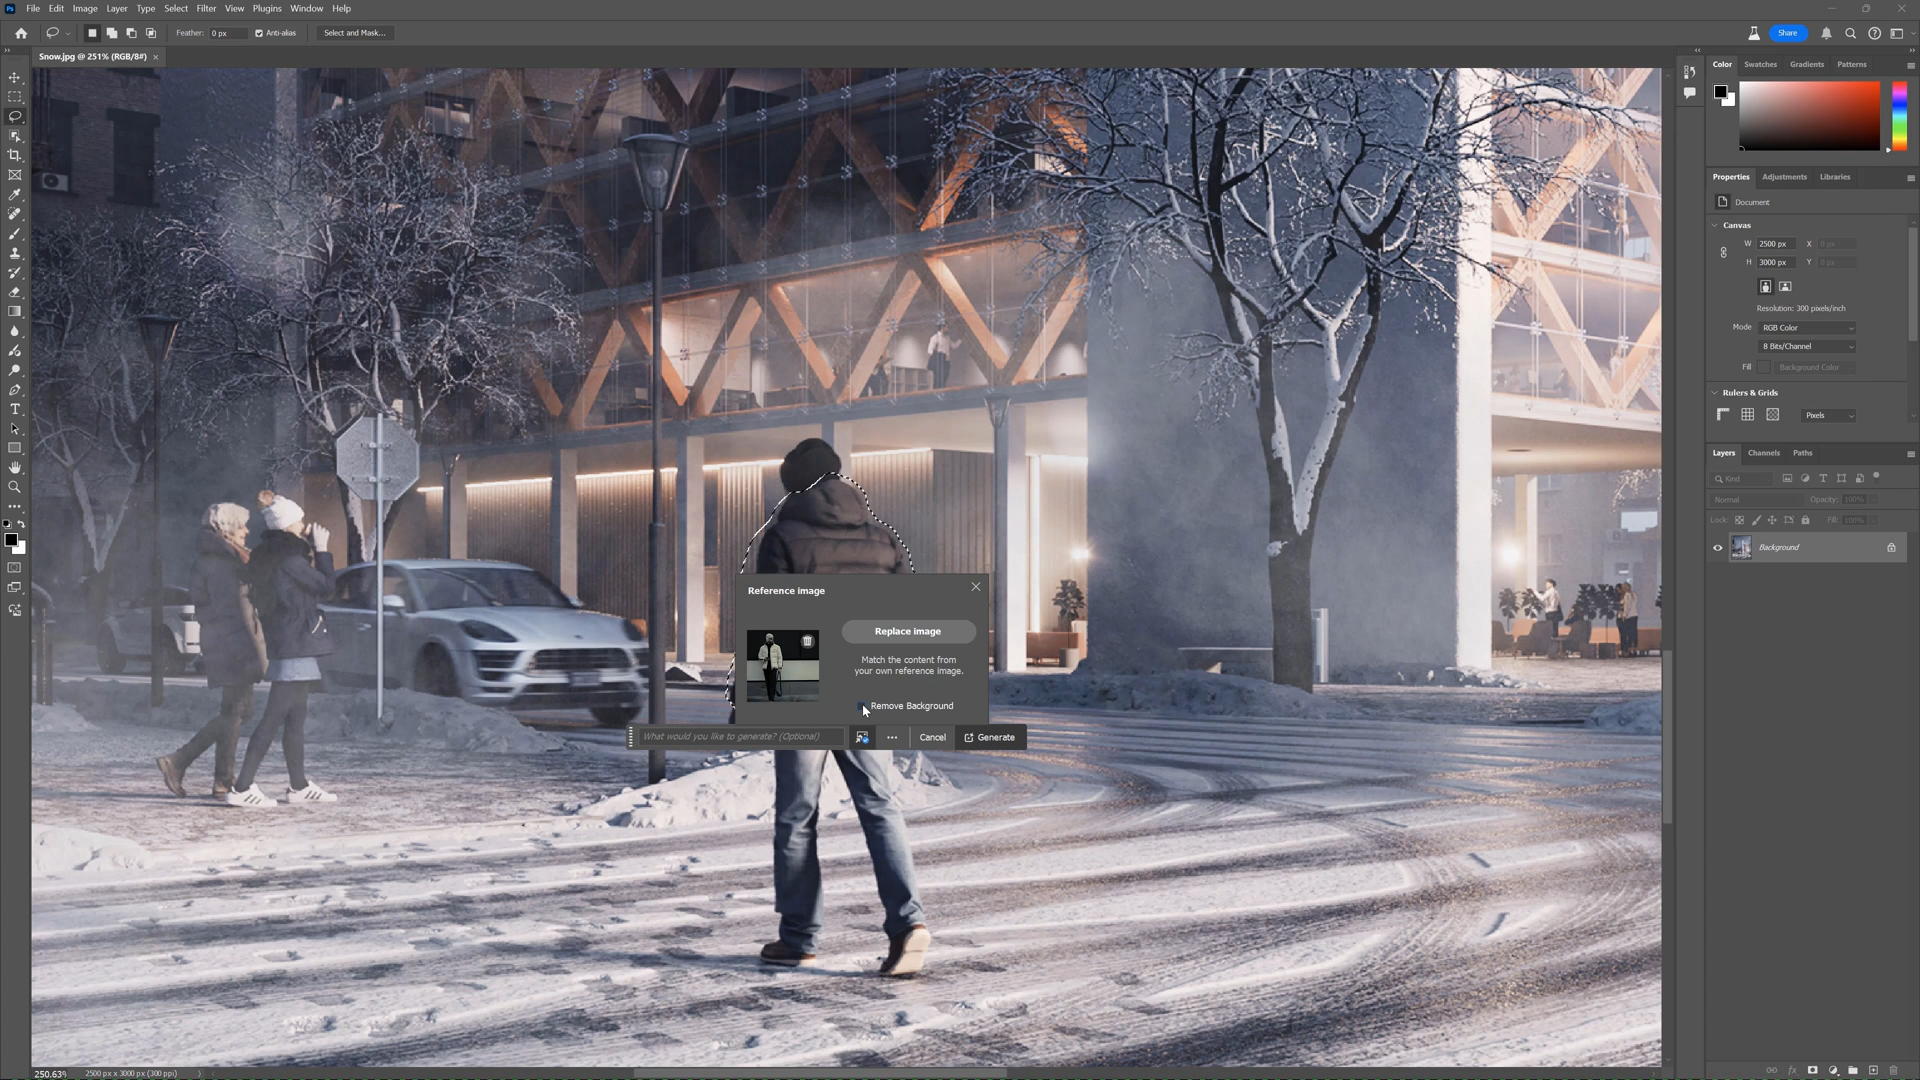 Ps File Edit Image Layer Type Select Filter View Plugins Window Help
Feather: 0 px Anti-alias Select and Mask... Share
Snow.jpg @ 251% (RGB/8#)
Color Swatches Gradients Patterns
Properties Adjustments Libraries
Document
Canvas
W 2500 px X 0 px
H 3000 px Y 0 px
Resolution: 300 pixels/inch
Mode RGB Color
8 Bits/Channel
Fill Background Color
Rulers & Grids
Pixels
Layers Channels Paths
Kind
Normal Opacity: 100%
Lock: Fill: 100%
Background
Reference image
Replace image
Match the content from
your own reference image.
Remove Background
What would you like to generate? (Optional) Cancel Generate
250.63% 2500 px x 3000 px (300 ppi)